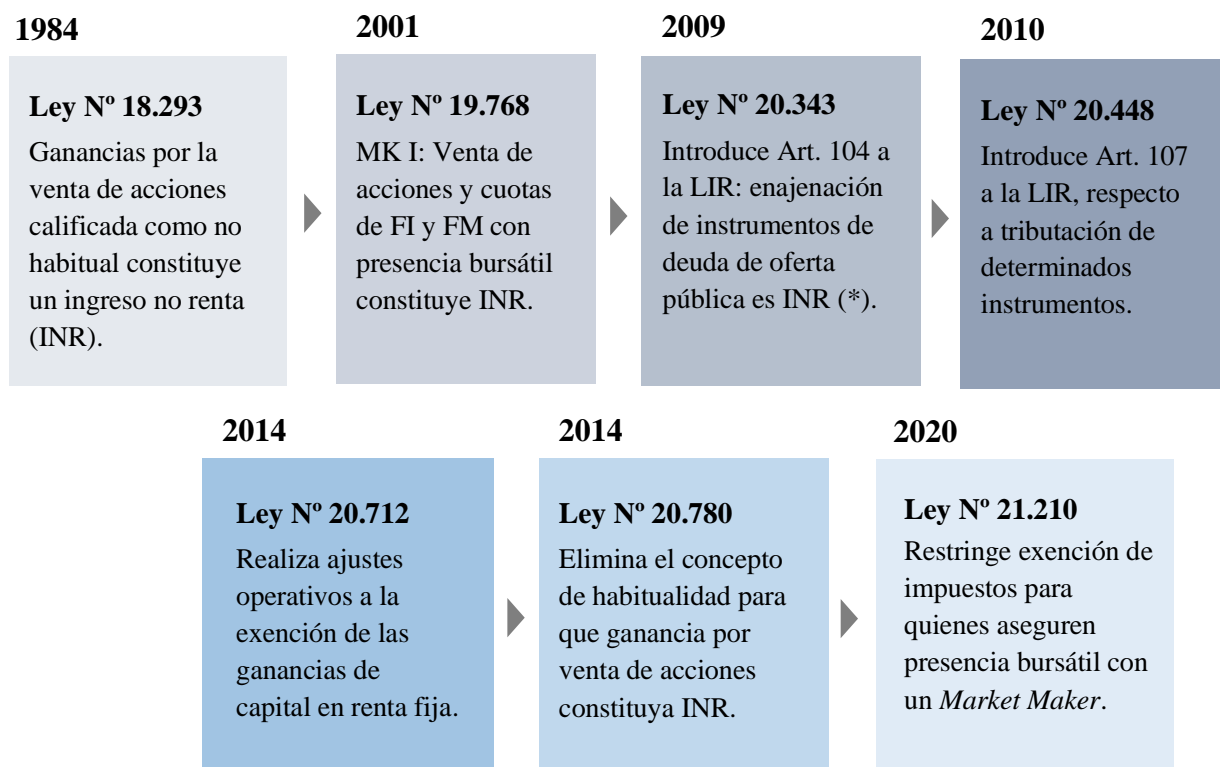 1984
Ley Nº 18.293
Ganancias por la
venta de acciones
calificada como no
habitual constituye
un ingreso no renta
(INR).
2001
Ley Nº 19.768
MK I: Venta de
acciones y cuotas
de FI y FM con
presencia bursátil
constituye INR.
2009
Ley Nº 20.343
Introduce Art. 104 a
la LIR: enajenación
de instrumentos de
deuda de oferta
pública es INR (*).
2010
Ley Nº 20.448
Introduce Art. 107
a la LIR, respecto
a tributación de
determinados
instrumentos.
2014
Ley Nº 20.712
Realiza ajustes
operativos a la
exención de las
ganancias de
capital en renta fija.
2014
Ley Nº 20.780
Elimina el concepto
de habitualidad para
que ganancia por
venta de acciones
constituya INR.
2020
Ley Nº 21.210
Restringe exención de
impuestos para
quienes aseguren
presencia bursátil con
un Market Maker.